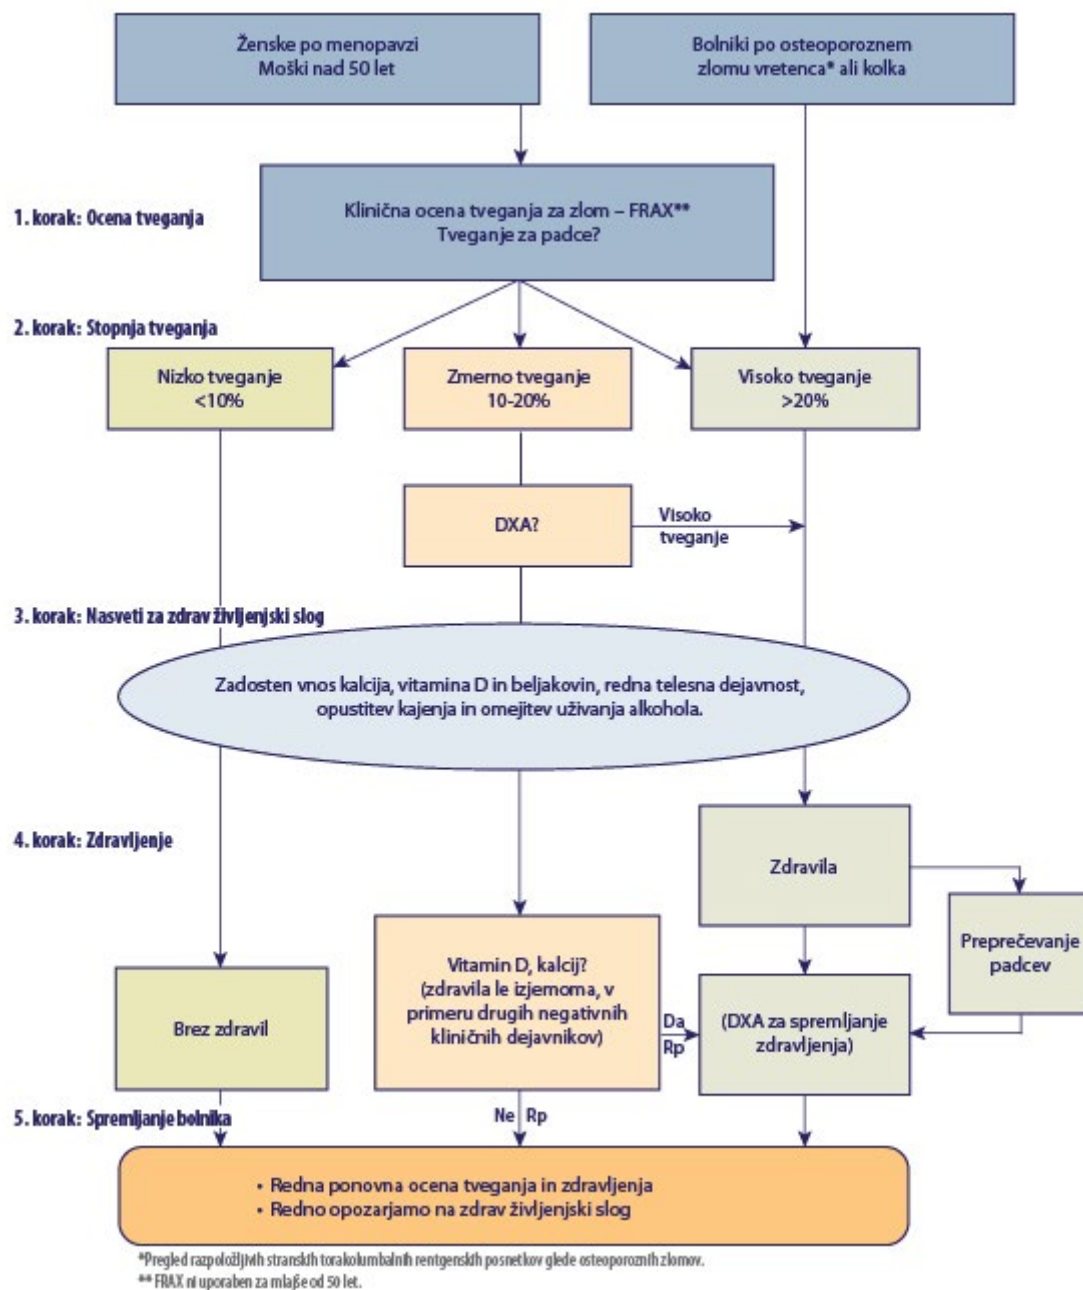 Ženske po menopavzi
Moški nad 50 let
Bolniki po osteoporoznem
zlomu vretenca* ali kolka
1. korak: Ocena tveganja
Klinična ocena tveganja za zlom – FRAX**
Tveganje za padce?
2. korak: Stopnja tveganja
Nizko tveganje
<10%
Zmerno tveganje
10-20%
Visoko tveganje
>20%
DXA?
Visoko
tveganje
3. korak: Nasveti za zdrav življenjski slog
Zadosten vnos kalcija, vitamina D in beljakovin, redna telesna dejavnost,
opustitev kajenja in omejitev uživanja alkohola.
4. korak: Zdravljenje
Zdravila
Preprečevanje
padcev
Brez zdravil
Vitamin D, kalcij?
(zdravila le izjemoma, v
primeru drugih negativnih
kliničnih dejavnikov)
Da
Rp
(DXA za spremljanje
zdravljenja)
5. korak: Spremljanje bolnika
Ne Rp
• Redna ponovna ocena tveganja in zdravljenja
• Redno opozarjamo na zdrav življenjski slog
*Pregled razpoložljivih stranskih torakolumbalnih rentgenskih posnetkov glede osteoporoznih zlomov.
** FRAX ni uporaben za mlajše od 50 let.